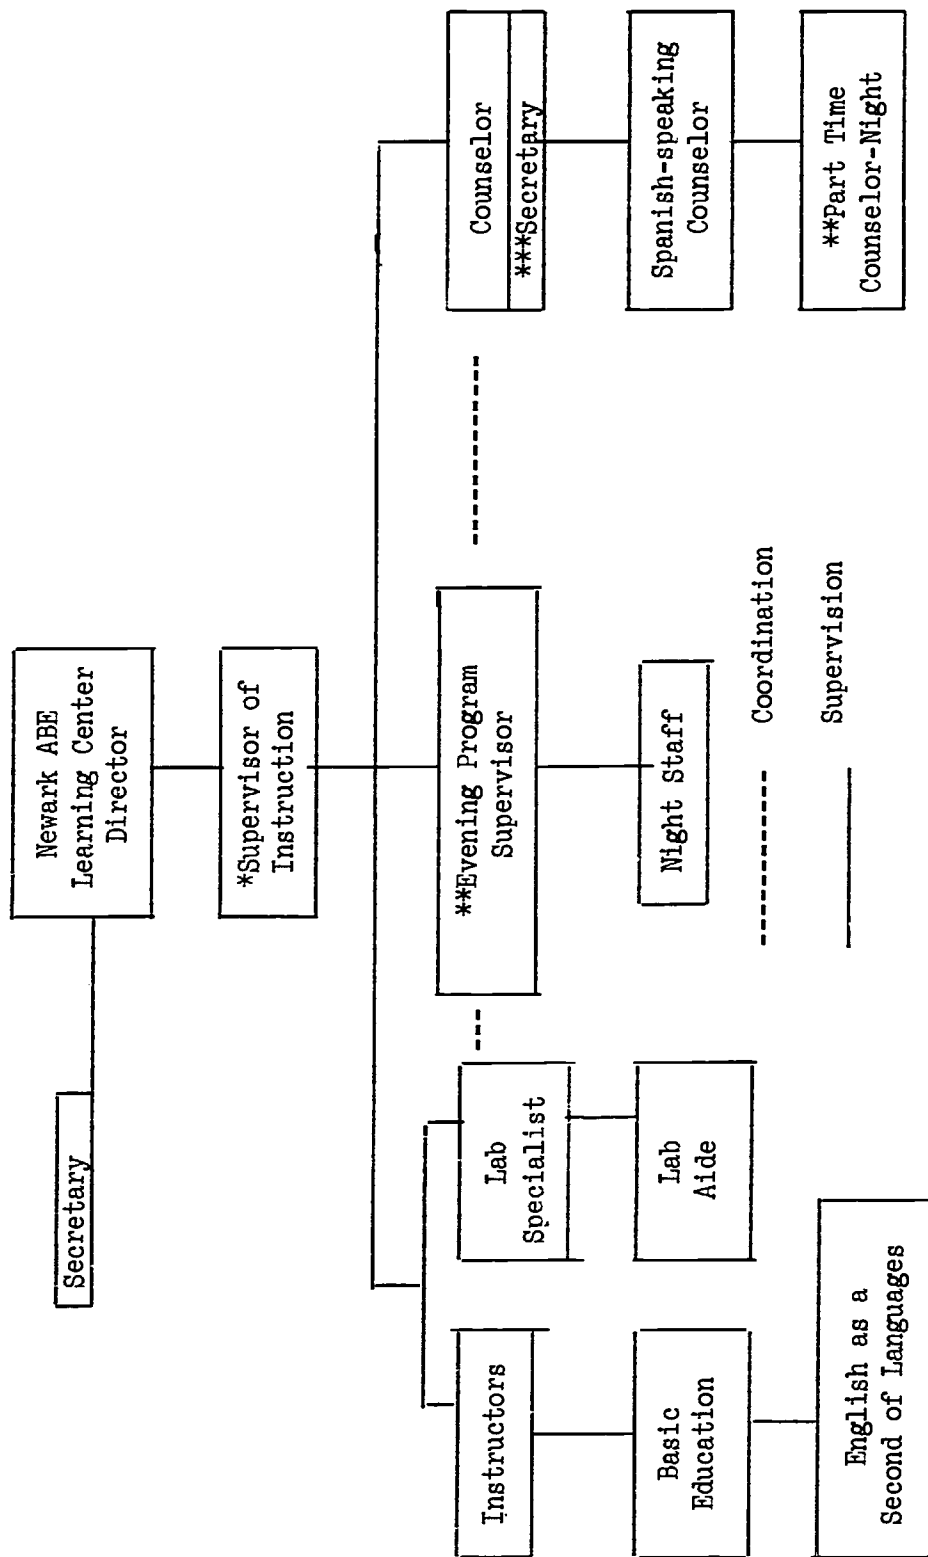 Newark ABE
Learning Center
Director
Secretary
*Supervisor of
Instruction
Instructors
Lab
Specialist
**Evening Program
Supervisor
Counselor
***Secretary
Basic
Education
Lab
Aide
Night Staff
Spanish-speaking
Counselor
English as a
Second of Languages
**Part Time
Counselor-Night
Coordination
Supervision